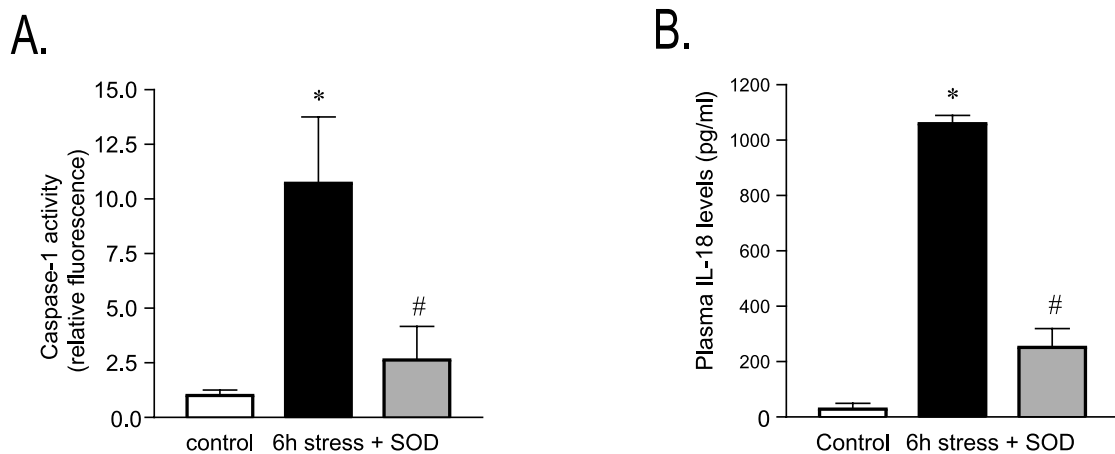 A.
Caspase-1 activity
(relative fluorescence)
15.0
12.5
10.0
7.5
5.0
2.5
0.0
*
#
control 6h stress + SOD
B.
Plasma IL-18 levels (pg/ml)
1200
1000
800
600
400
200
0
*
#
Control 6h stress + SOD